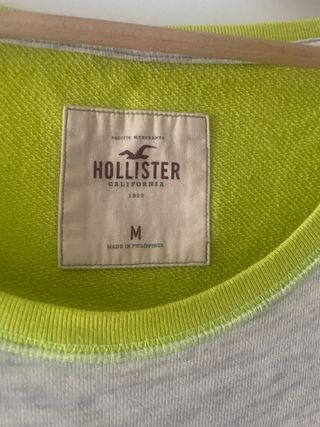 PACIFIC MERCHANTS
HOLLISTER
CALIFORNIA
1922
M
MADE IN PHILIPPINES